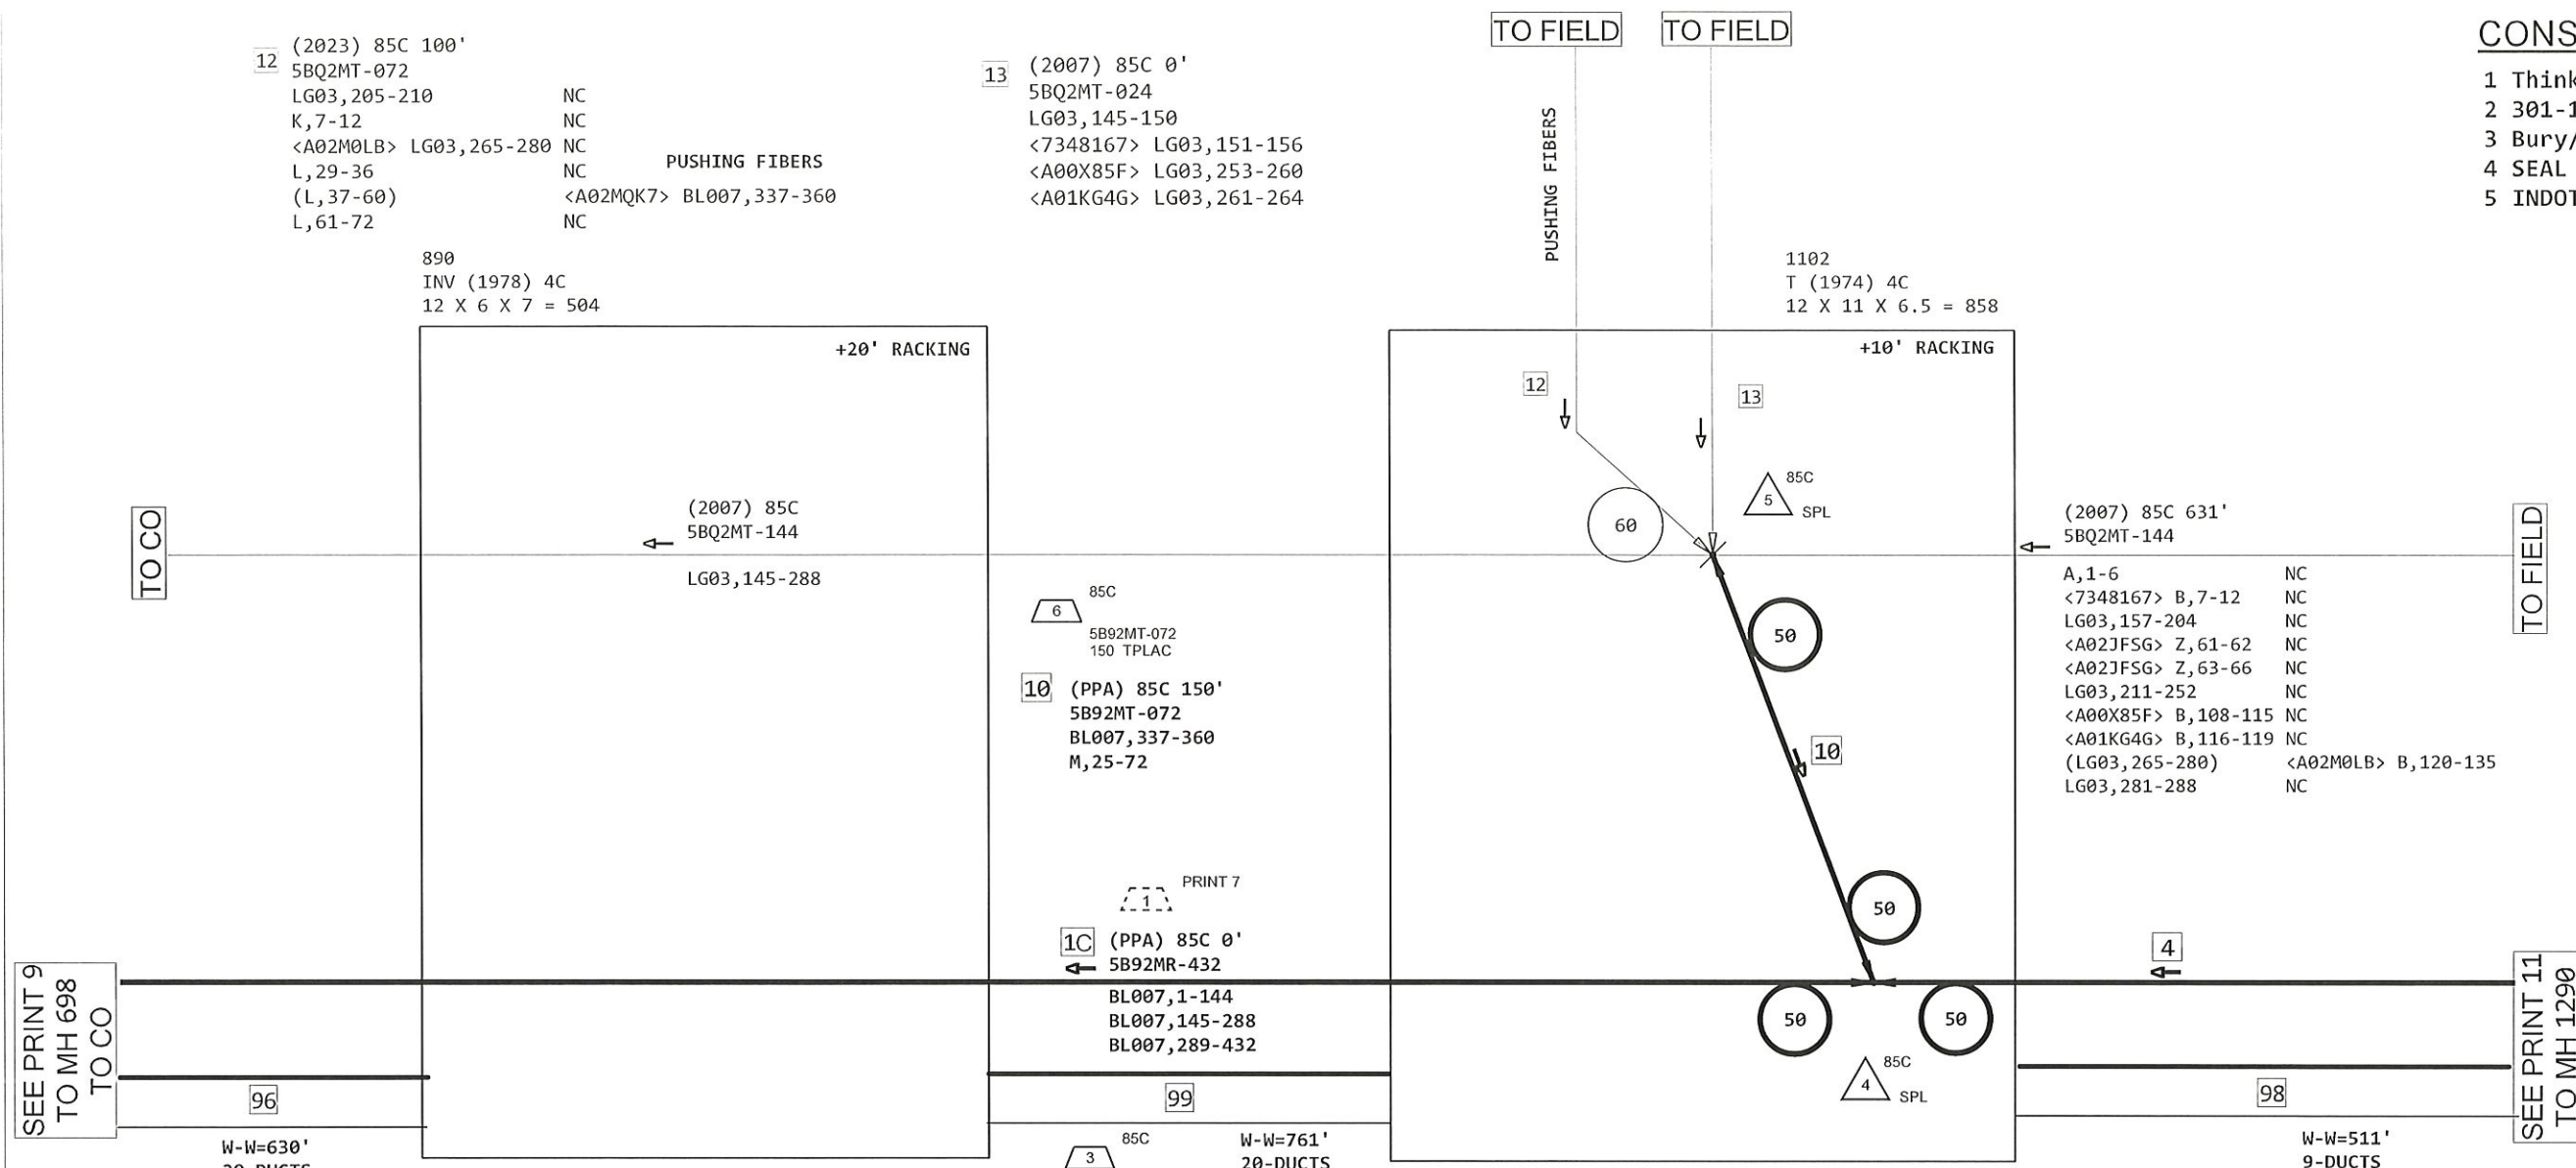 TO FIELD
TO FIELD
CONS
1 Think
2 301-1
3 Bury/
4 SEAL
5 INDOT
12
(2023) 85C 100'
5BQ2MT-072
LG03,205-210 NC
K,7-12 NC
<A02M0LB> LG03,265-280 NC
L,29-36 NC
(L,37-60) <A02MQK7> BL007,337-360
L,61-72 NC
PUSHING FIBERS
13
(2007) 85C 0'
5BQ2MT-024
LG03,145-150
<7348167> LG03,151-156
<A00X85F> LG03,253-260
<A01KG4G> LG03,261-264
PUSHING FIBERS
890
INV (1978) 4C
12 X 6 X 7 = 504
+20' RACKING
1102
T (1974) 4C
12 X 11 X 6.5 = 858
+10' RACKING
12
13
5
85C
SPL
60
TO CO
(2007) 85C
5BQ2MT-144
LG03,145-288
(2007) 85C 631'
5BQ2MT-144
A,1-6 NC
<7348167> B,7-12 NC
LG03,157-204 NC
<A02JFSG> Z,61-62 NC
<A02JFSG> Z,63-66 NC
LG03,211-252 NC
<A00X85F> B,108-115 NC
<A01KG4G> B,116-119 NC
(LG03,265-280) <A02M0LB> B,120-135
LG03,281-288 NC
TO FIELD
6
85C
5B92MT-072
150 TPLAC
10
(PPA) 85C 150'
5B92MT-072
BL007,337-360
M,25-72
50
10
50
1
PRINT 7
1C
(PPA) 85C 0'
5B92MR-432
BL007,1-144
BL007,145-288
BL007,289-432
4
50
50
4
85C
SPL
SEE PRINT 9
TO MH 698
TO CO
SEE PRINT 11
TO MH 1290
96
99
98
W-W=630'
20-DUCTS
3
85C
W-W=761'
20-DUCTS
W-W=511'
9-DUCTS